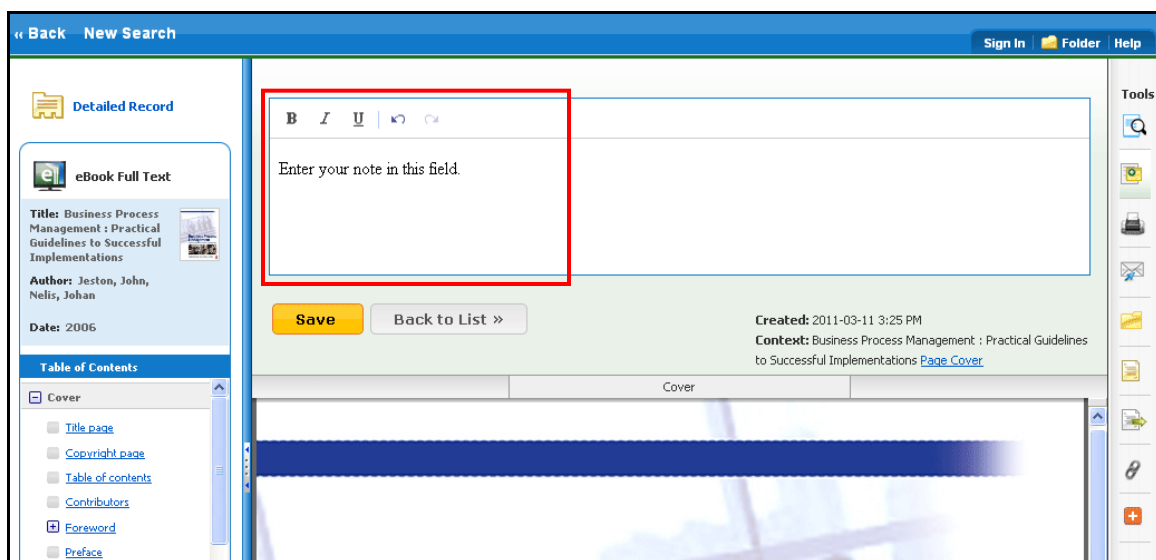 ‹‹ Back New Search
Sign In Folder Help
Detailed Record
eBook Full Text
Title: Business Process
Management : Practical
Guidelines to Successful
Implementations
Author: Jeston, John,
Nelis, Johan
Date: 2006
Table of Contents
Cover
Title page
Copyright page
Table of contents
Contributors
Foreword
Preface
B I U
Enter your note in this field.
Save Back to List »
Created: 2011-03-11 3:25 PM
Context: Business Process Management : Practical Guidelines
to Successful Implementations Page Cover
Cover
Tools